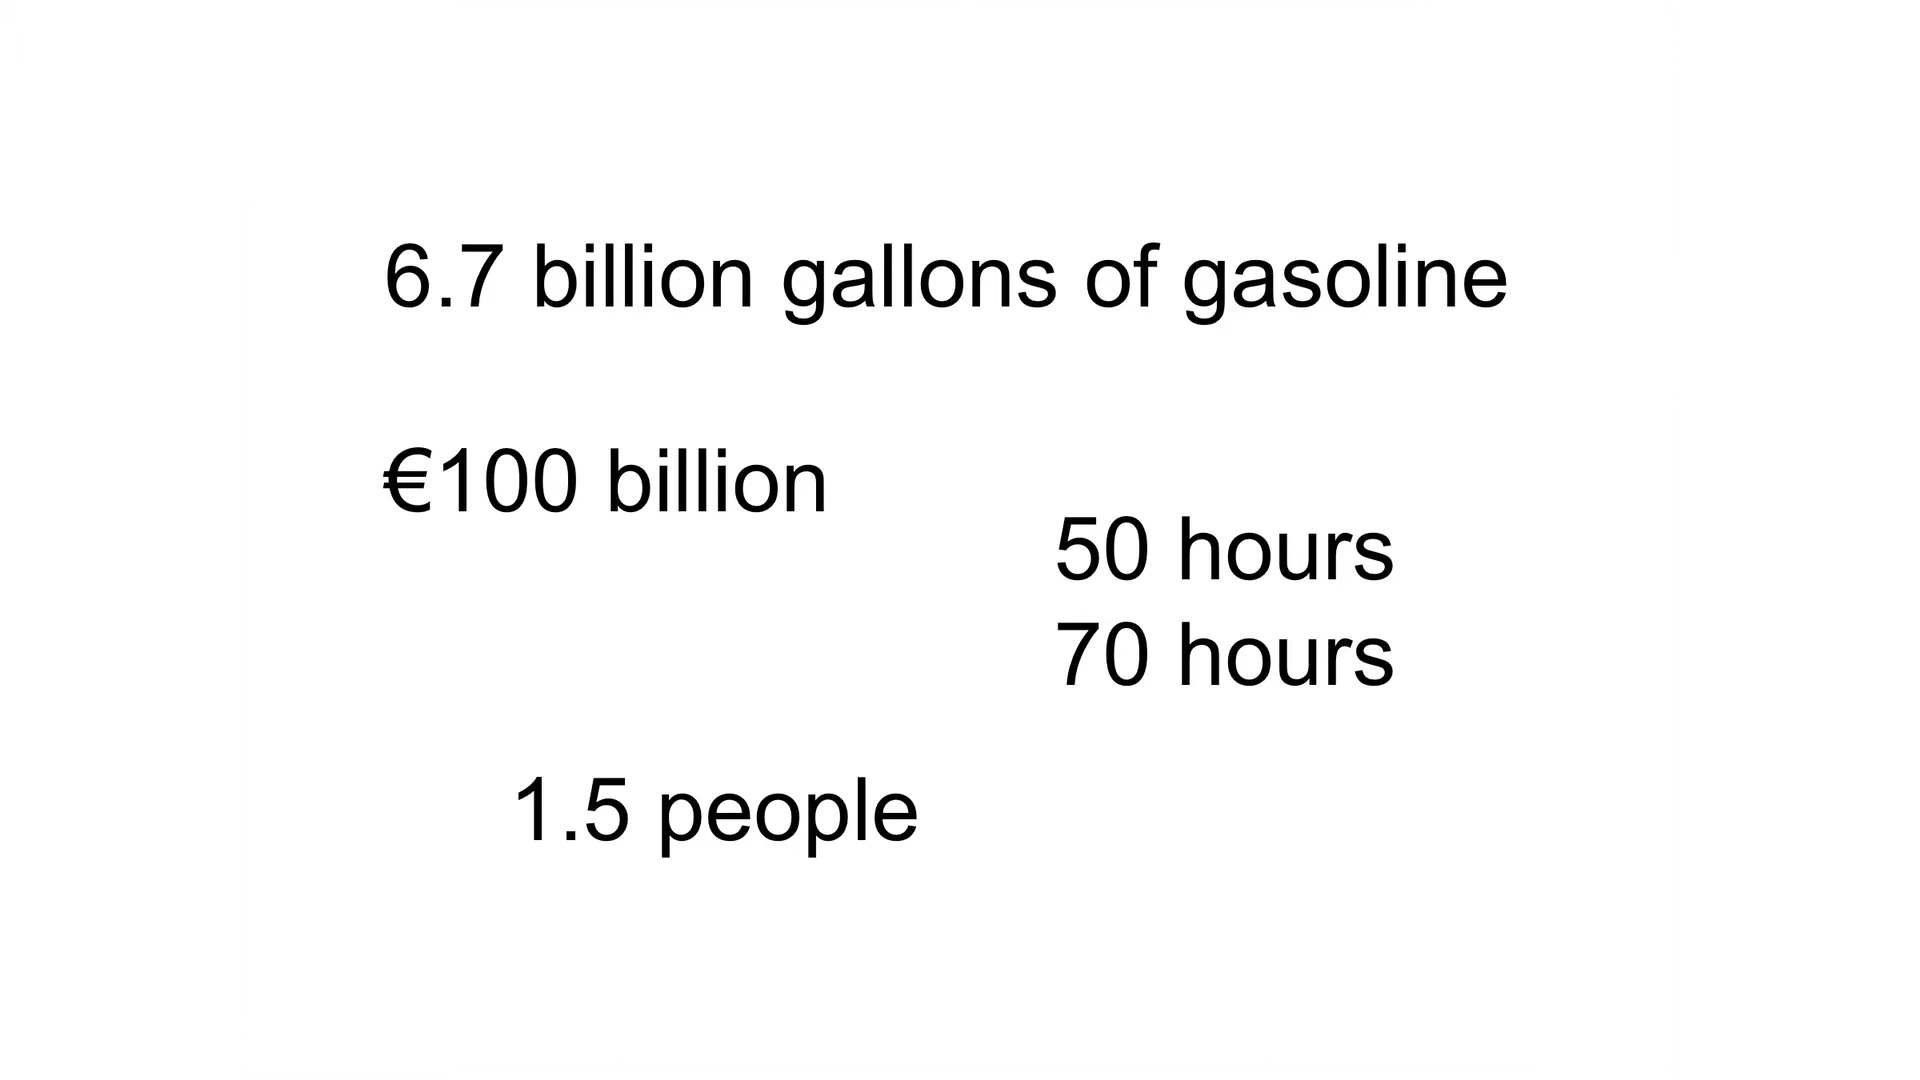 6.7 billion gallons of gasoline
€100 billion
50 hours
70 hours
1.5 people